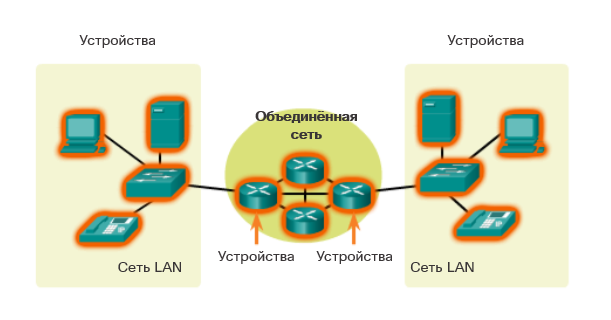 Устройства
Устройства
Объединённая
сеть
Устройства
Устройства
Сеть LAN
Сеть LAN